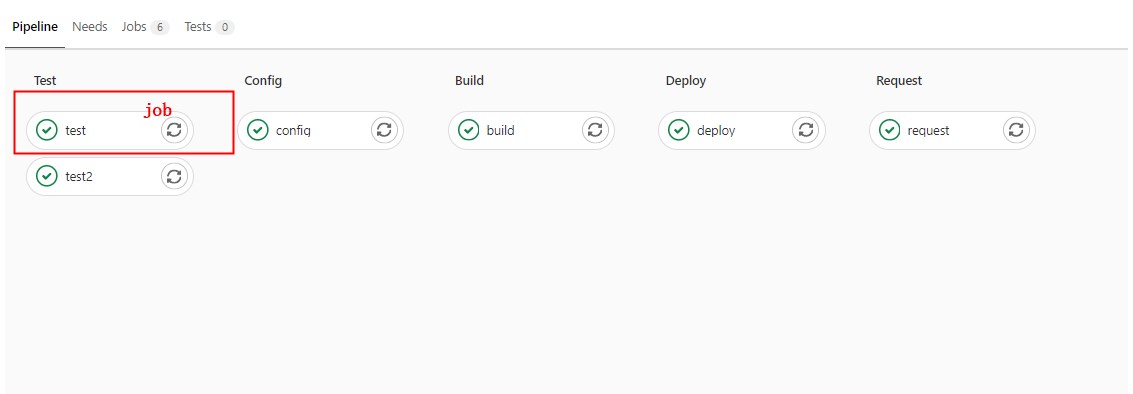 Pipeline Needs Jobs 6 Tests 0
Test Config Build Deploy Request
job
test config build deploy request
test2